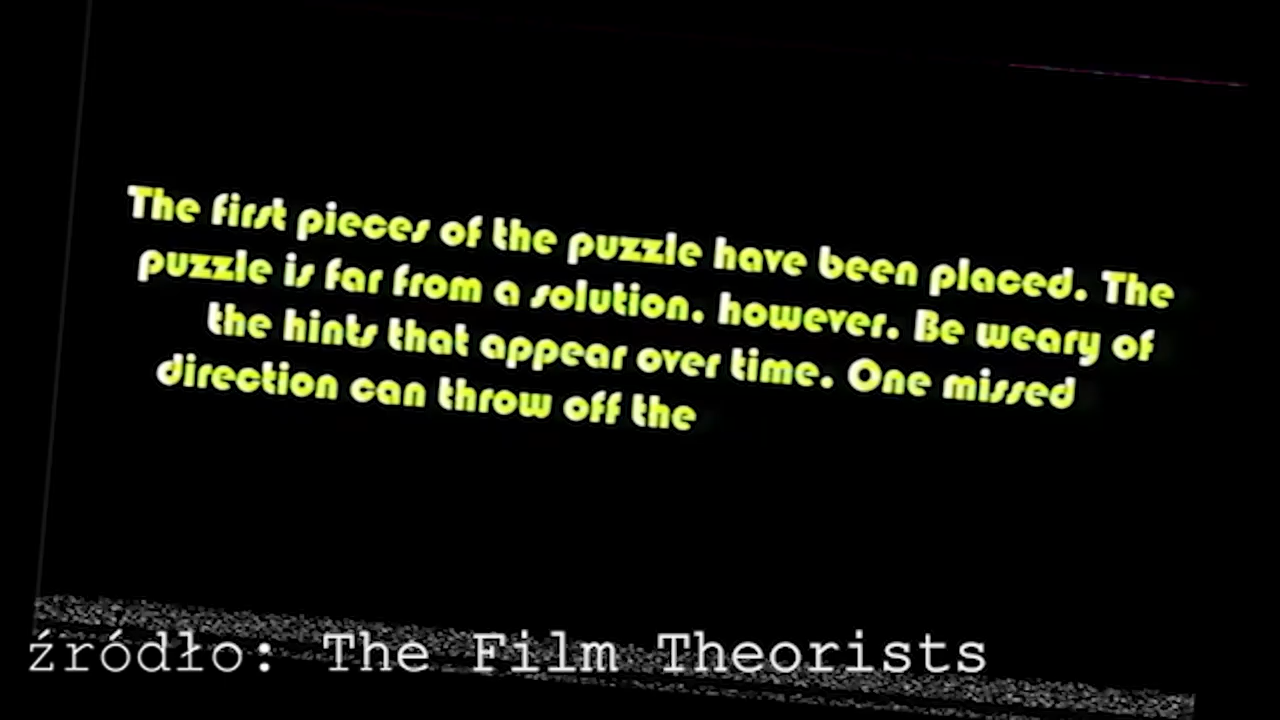 The first pieces of the puzzle have been placed. The
puzzle is far from a solution, however. Be weary of
the hints that appear over time. One missed
direction can throw off the
źródło: The Film Theorists